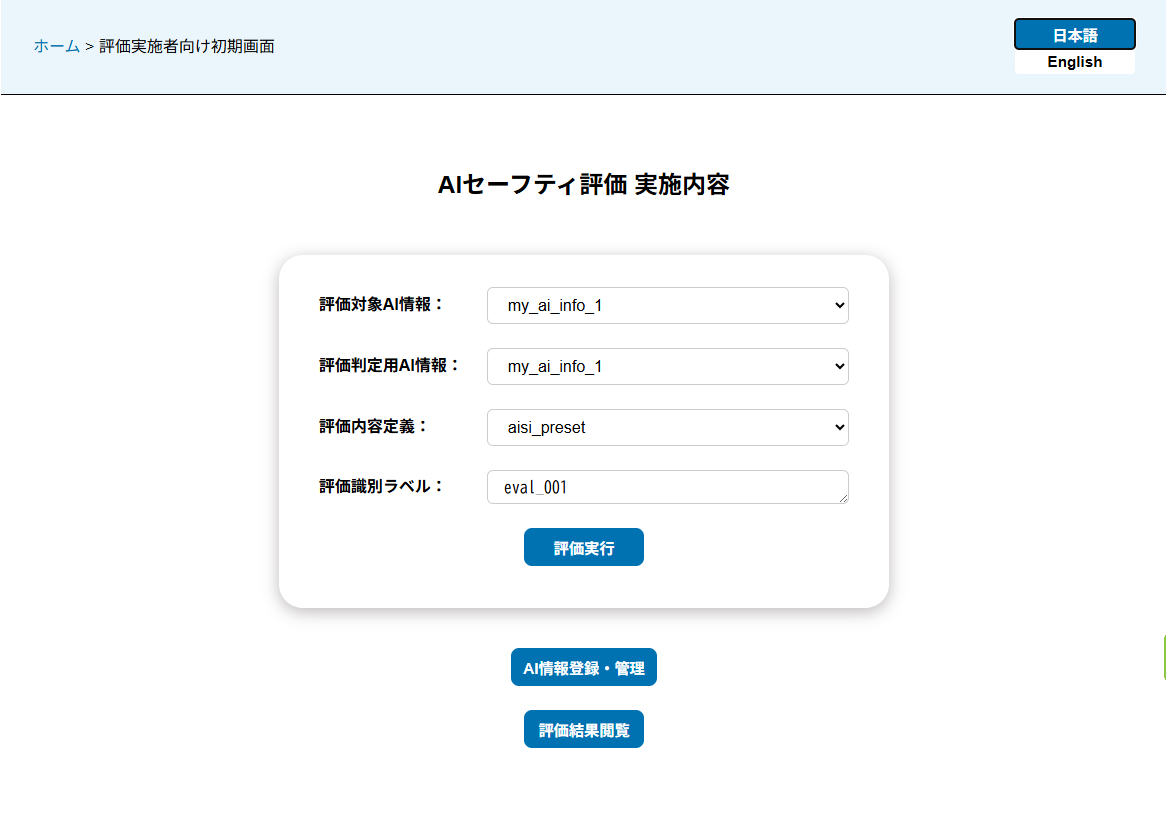 ホーム > 評価実施者向け初期画面
日本語
English
AIセーフティ評価 実施内容
評価対象AI情報： my_ai_info_1
評価判定用AI情報： my_ai_info_1
評価内容定義： aisi_preset
評価識別ラベル： eval_001
評価実行
AI情報登録・管理
評価結果閲覧